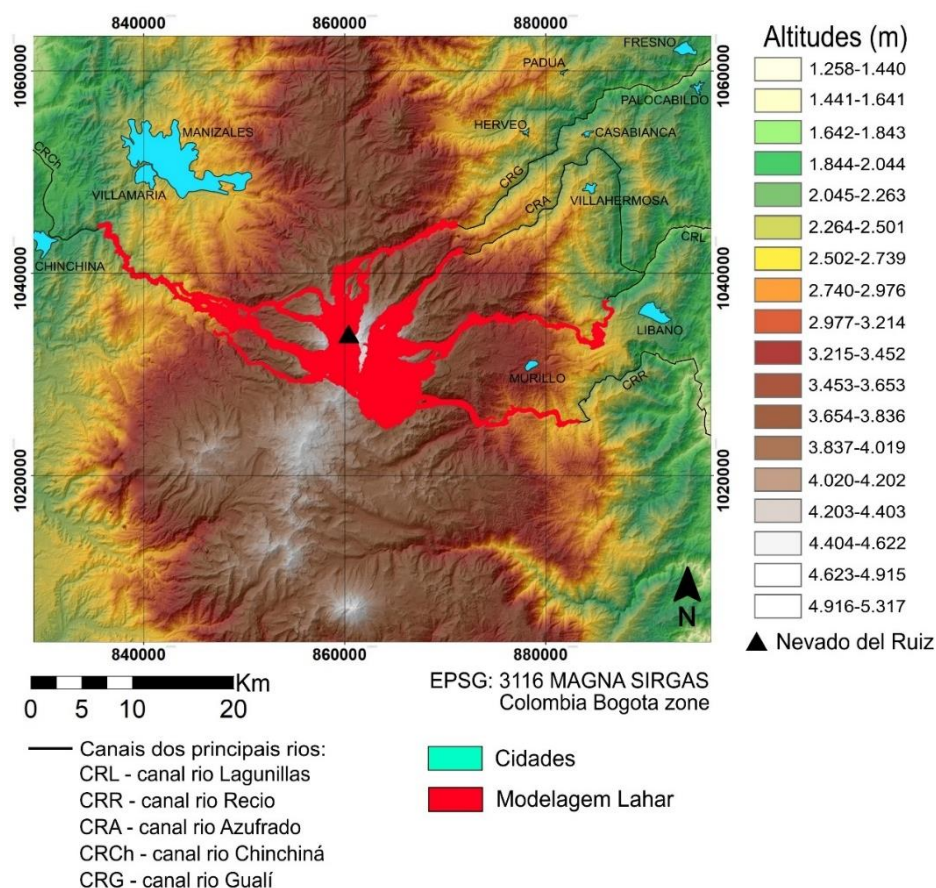 840000
860000
880000
Altitudes (m)
1060000
1060000
FRESNO
PADUA
PALOCABILDO
MANIZALES
HERVEO
CASABIANCA
CRCh
CRG
CRA
VILLAMARIA
VILLAHERMOSA
CRL
CHINCHINA
1040000
1040000
LIBANO
MURILLO
CRR
1020000
1020000
N
840000
860000
880000
1.258-1.440
1.441-1.641
1.642-1.843
1.844-2.044
2.045-2.263
2.264-2.501
2.502-2.739
2.740-2.976
2.977-3.214
3.215-3.452
3.453-3.653
3.654-3.836
3.837-4.019
4.020-4.202
4.203-4.403
4.404-4.622
4.623-4.915
4.916-5.317
Nevado del Ruiz
Km
0 5 10 20
EPSG: 3116 MAGNA SIRGAS
Colombia Bogota zone
Canais dos principais rios:
CRL - canal rio Lagunillas
CRR - canal rio Recio
CRA - canal rio Azufrado
CRCh - canal rio Chinchiná
CRG - canal rio Gualí
Cidades
Modelagem Lahar